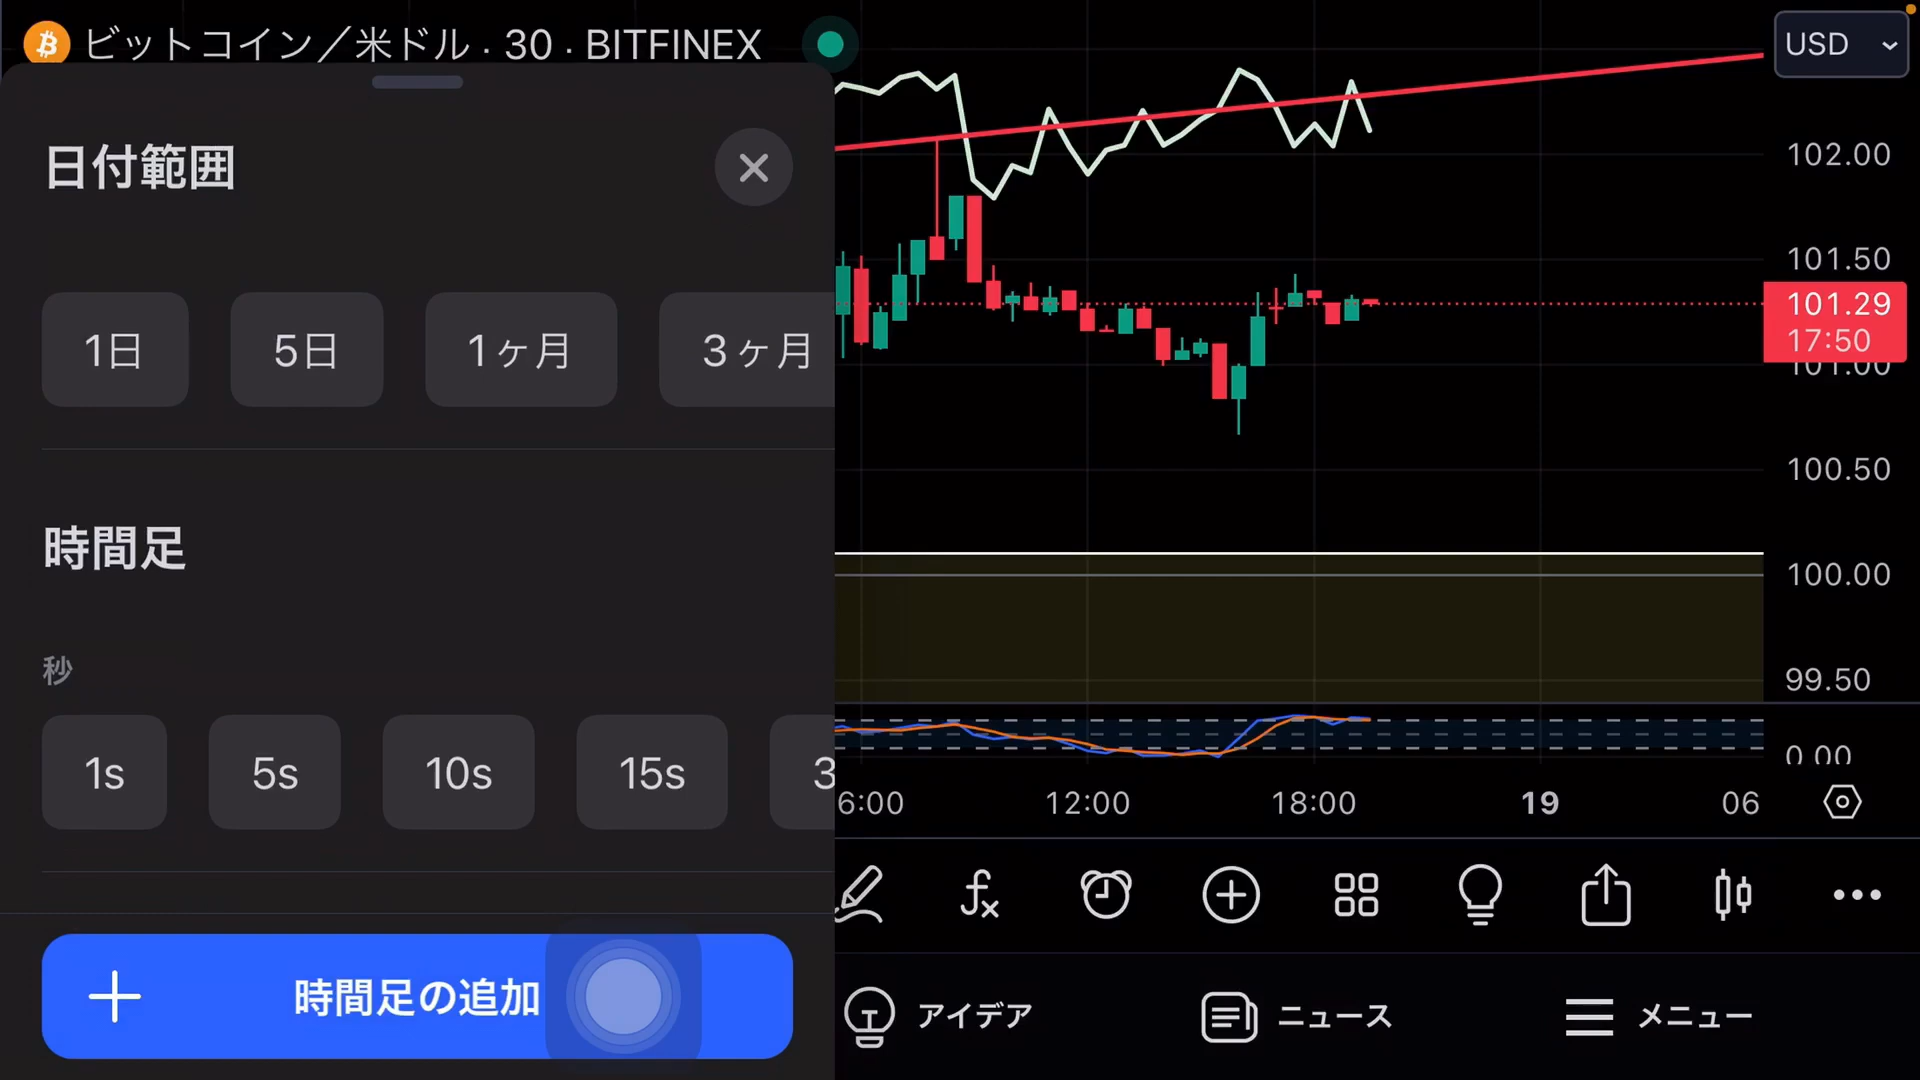 ビットコイン／米ドル · 30 · BITFINEX
USD
日付範囲
1日
5日
1ヶ月
3ヶ月
時間足
秒
1s
5s
10s
15s
3
時間足の追加
102.00
101.50
101.29
17:50
101.00
100.50
100.00
99.50
0.00
6:00
12:00
18:00
19
06
アイデア
ニュース
メニュー